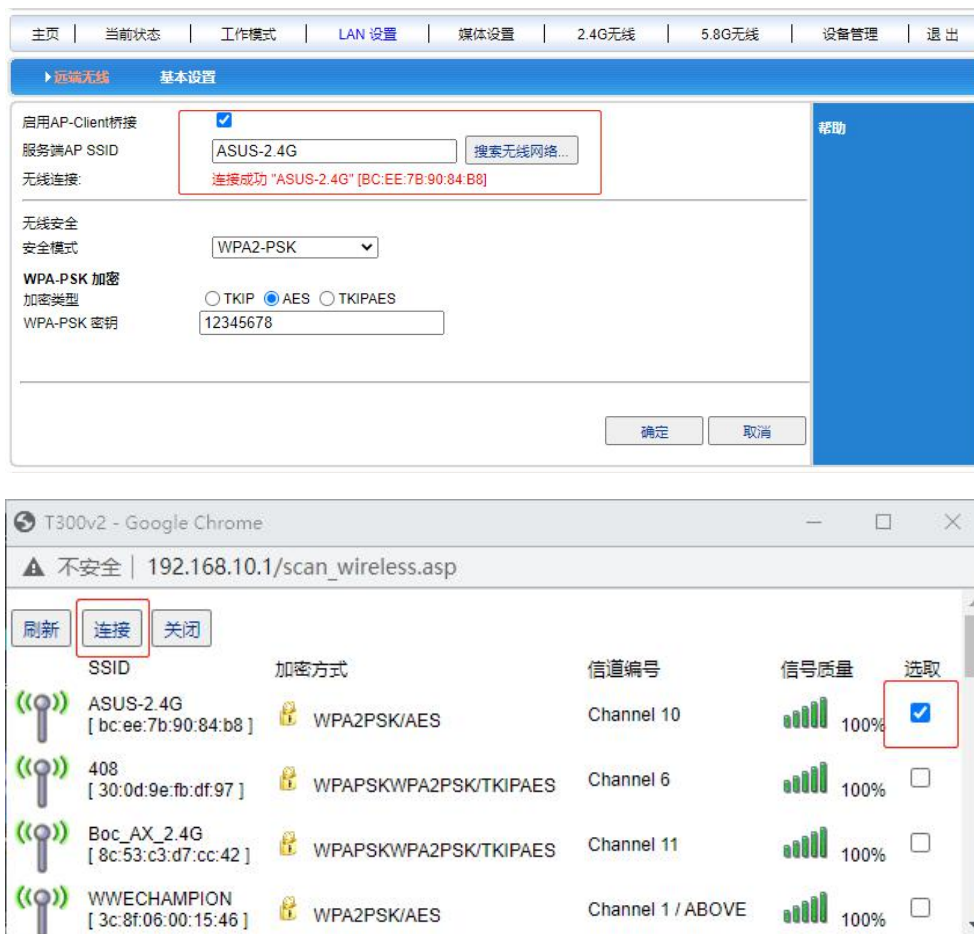 主页 | 当前状态 | 工作模式 | LAN 设置 | 媒体设置 | 2.4G无线 | 5.8G无线 | 设备管理 | 退出
远端无线 基本设置
启用AP-Client桥接
帮助
服务端AP SSID ASUS-2.4G 搜索无线网络...
无线连接: 连接成功 "ASUS-2.4G" [BC:EE:7B:90:84:B8]
无线安全
安全模式 WPA2-PSK
WPA-PSK 加密
加密类型 TKIP AES TKIPAES
WPA-PSK 密钥 12345678
确定 取消
T300v2 - Google Chrome
不安全 | 192.168.10.1/scan_wireless.asp
刷新 连接 关闭
SSID 加密方式 信道编号 信号质量 选取
ASUS-2.4G
[ bc:ee:7b:90:84:b8 ] WPA2PSK/AES Channel 10 100%
408
[ 30:0d:9e:fb:df:97 ] WPAPSKWPA2PSK/TKIPAES Channel 6 100%
Boc_AX_2.4G
[ 8c:53:c3:d7:cc:42 ] WPAPSKWPA2PSK/TKIPAES Channel 11 100%
WWECHAMPION
[ 3c:8f:06:00:15:46 ] WPA2PSK/AES Channel 1 / ABOVE 100%